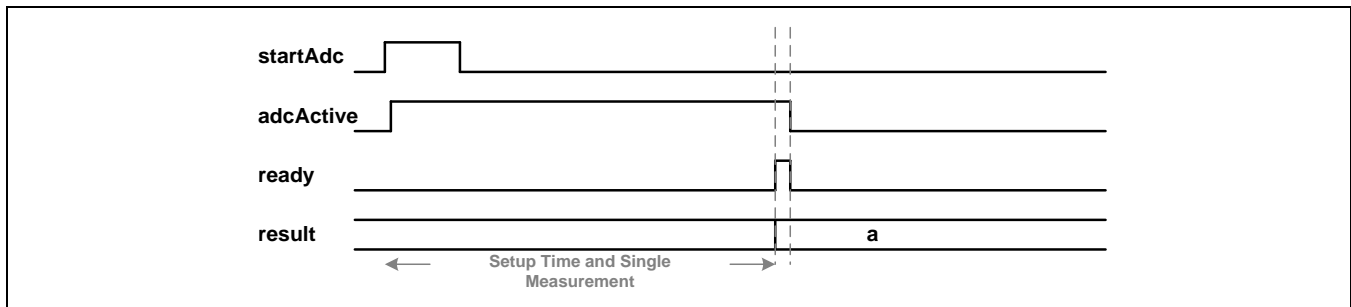 startAdc
adcActive
ready
result
a
Setup Time and Single
Measurement